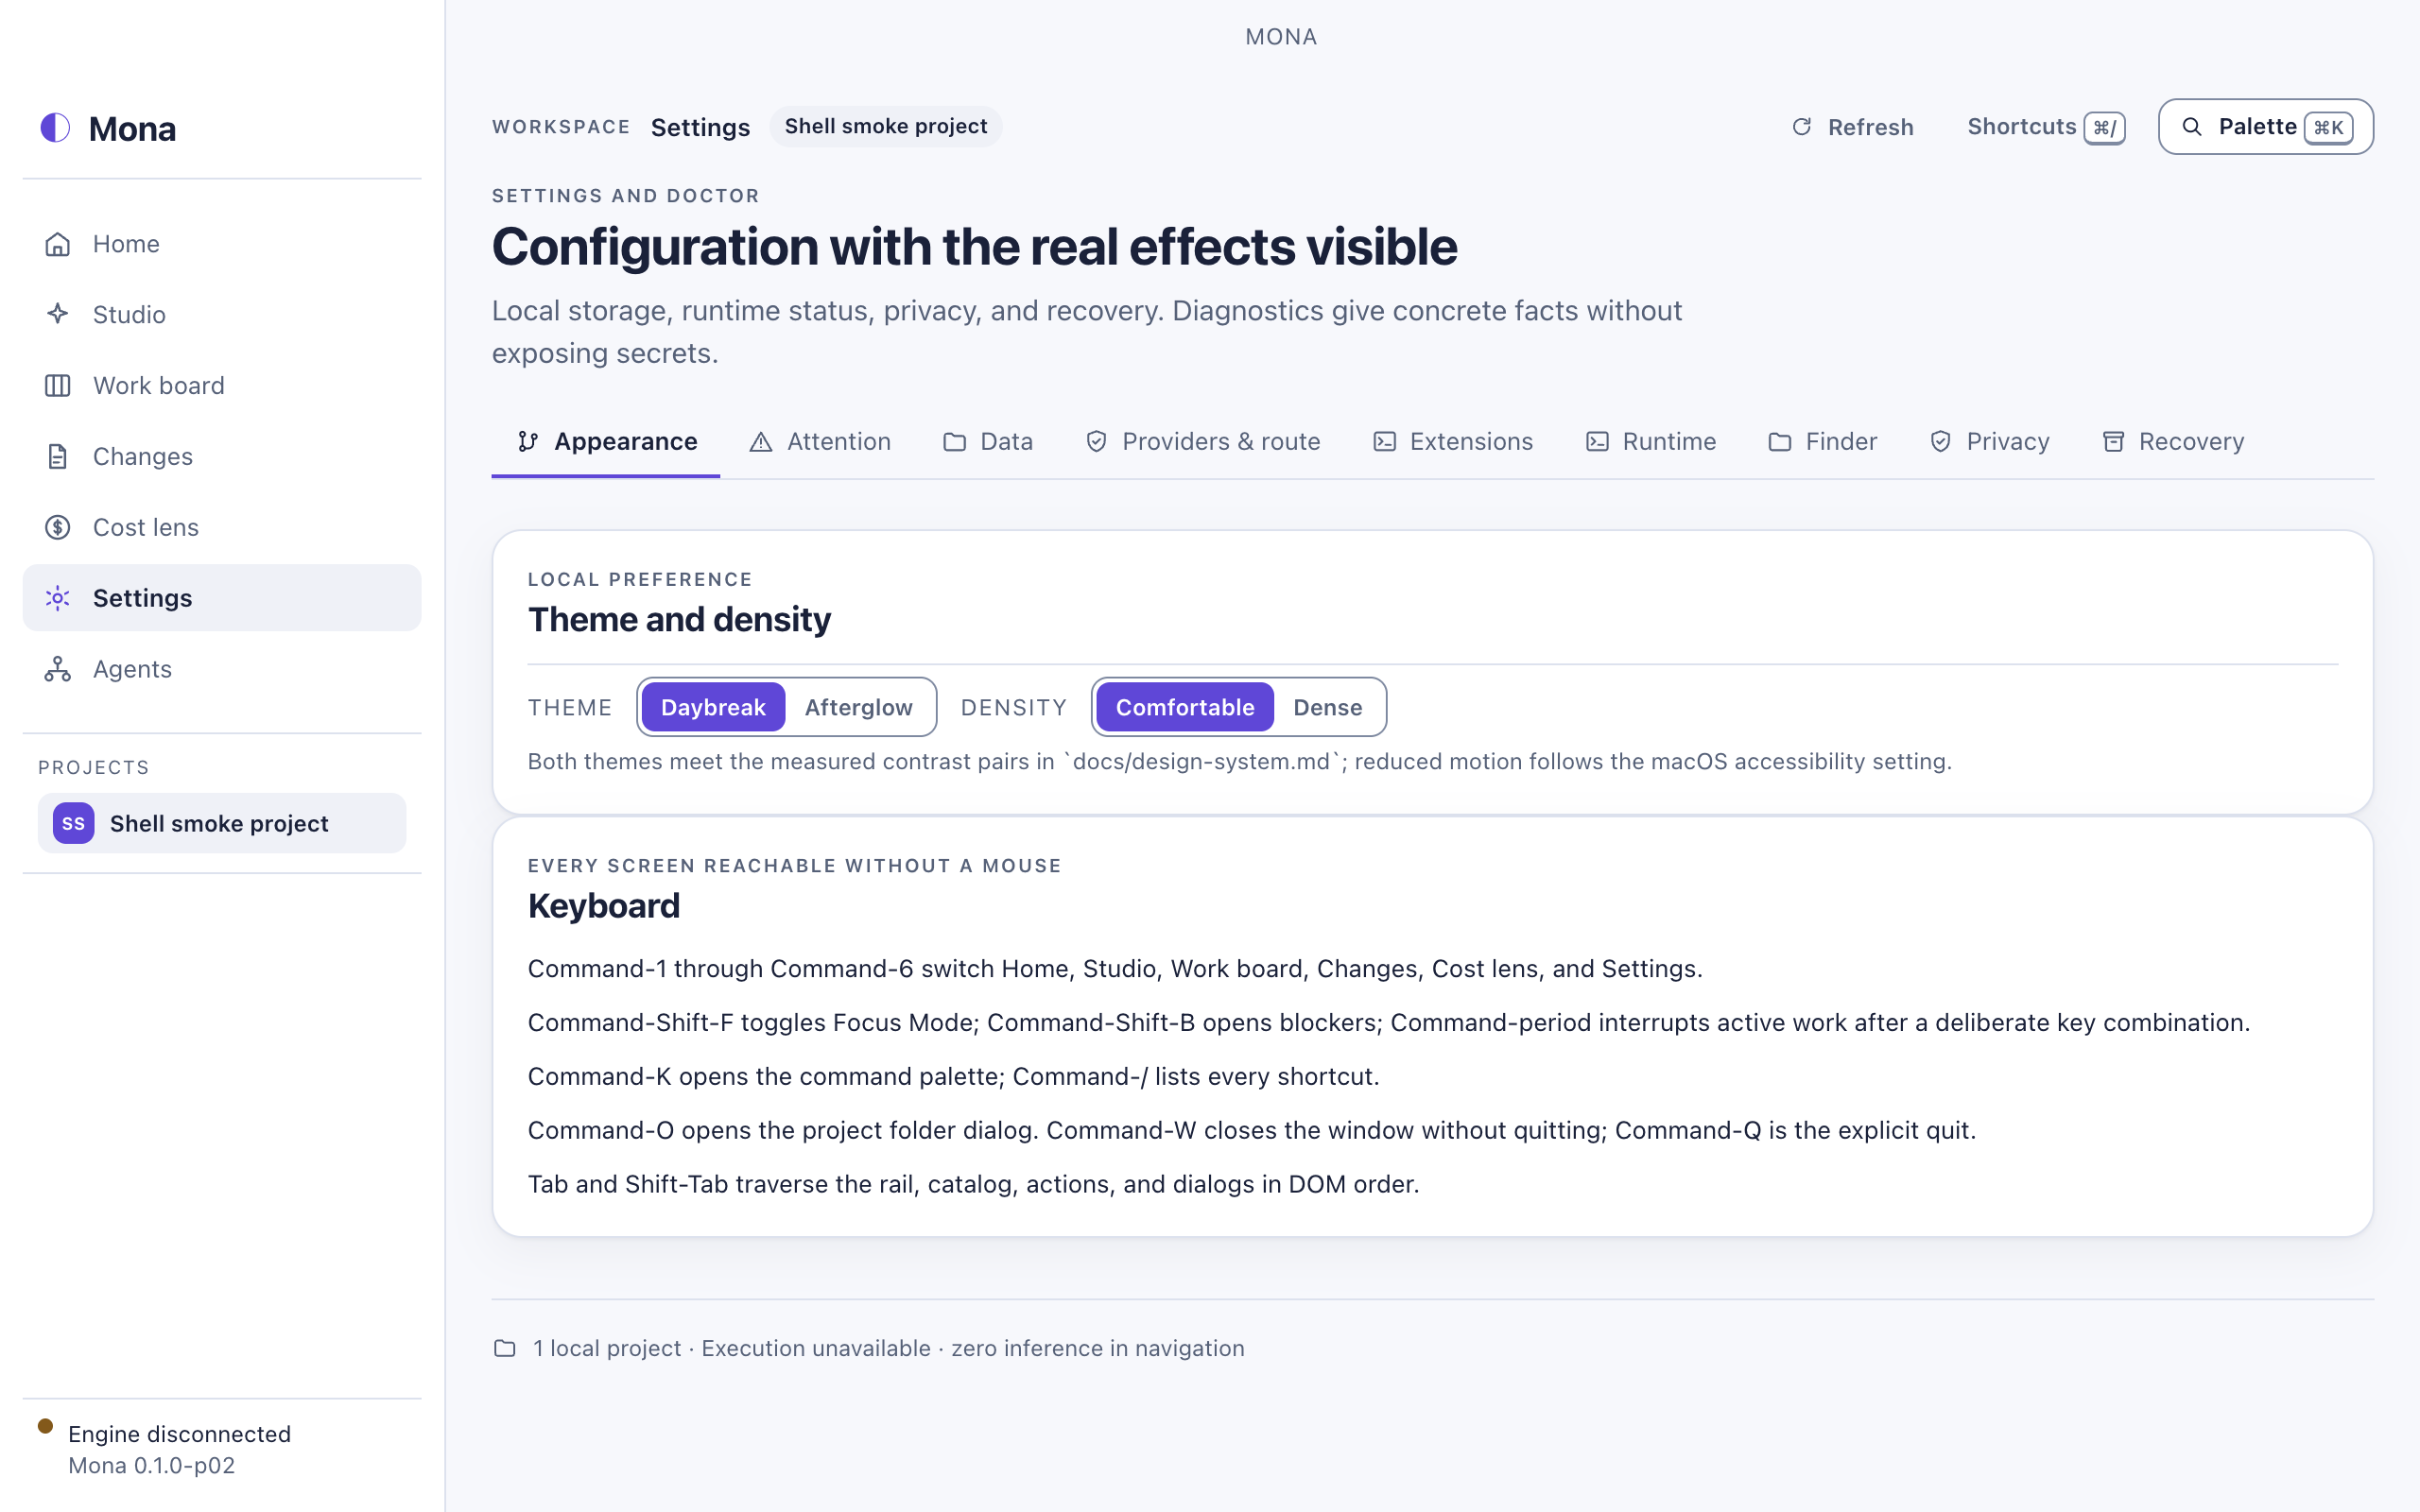 MONA
Mona
Home
Studio
Work board
Changes
Cost lens
Settings
Agents
PROJECTS
SS Shell smoke project
Engine disconnected
Mona 0.1.0-p02
WORKSPACE Settings Shell smoke project
Refresh Shortcuts ⌘/ Palette ⌘K
SETTINGS AND DOCTOR
Configuration with the real effects visible
Local storage, runtime status, privacy, and recovery. Diagnostics give concrete facts without
exposing secrets.
Appearance Attention Data Providers & route Extensions Runtime Finder Privacy Recovery
LOCAL PREFERENCE
Theme and density
THEME Daybreak Afterglow DENSITY Comfortable Dense
Both themes meet the measured contrast pairs in `docs/design-system.md`; reduced motion follows the macOS accessibility setting.
EVERY SCREEN REACHABLE WITHOUT A MOUSE
Keyboard
Command-1 through Command-6 switch Home, Studio, Work board, Changes, Cost lens, and Settings.
Command-Shift-F toggles Focus Mode; Command-Shift-B opens blockers; Command-period interrupts active work after a deliberate key combination.
Command-K opens the command palette; Command-/ lists every shortcut.
Command-O opens the project folder dialog. Command-W closes the window without quitting; Command-Q is the explicit quit.
Tab and Shift-Tab traverse the rail, catalog, actions, and dialogs in DOM order.
1 local project · Execution unavailable · zero inference in navigation